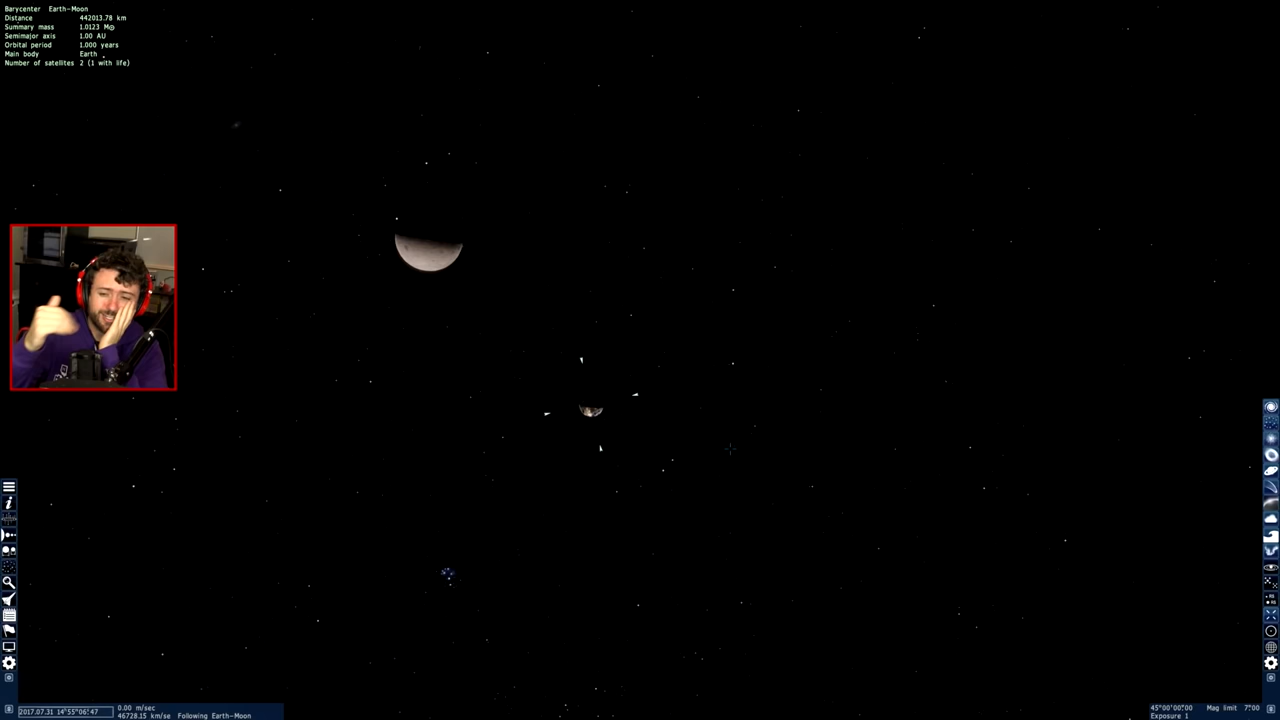 Barycenter Earth-Moon
Distance 442013.78 km
Summary mass 1.0123 M⊕
Semimajor axis 1.00 AU
Orbital period 1.000 years
Main body Earth
Number of satellites 2 (1 with life)
2017.07.31 14°55"06.'47
0.00 m/sec
46728.15 km/se Following Earth-Moon
45°00'00"00 Mag limit 7"00
Exposure 1